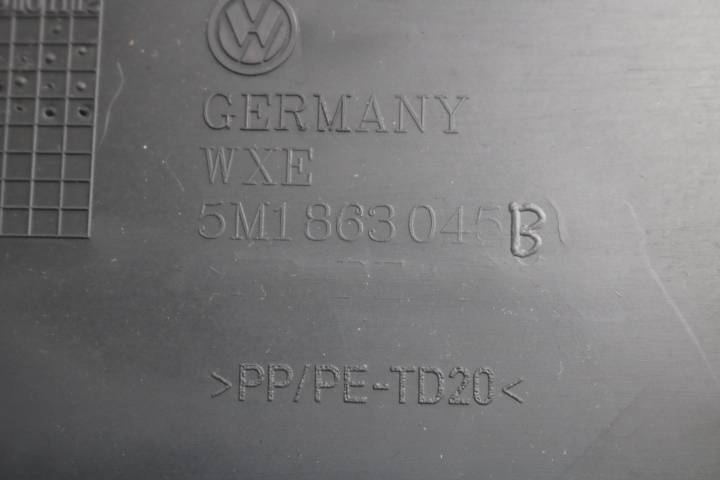 GERMANY
WXE
5M1 863 045 B
>PP/PE-TD20<